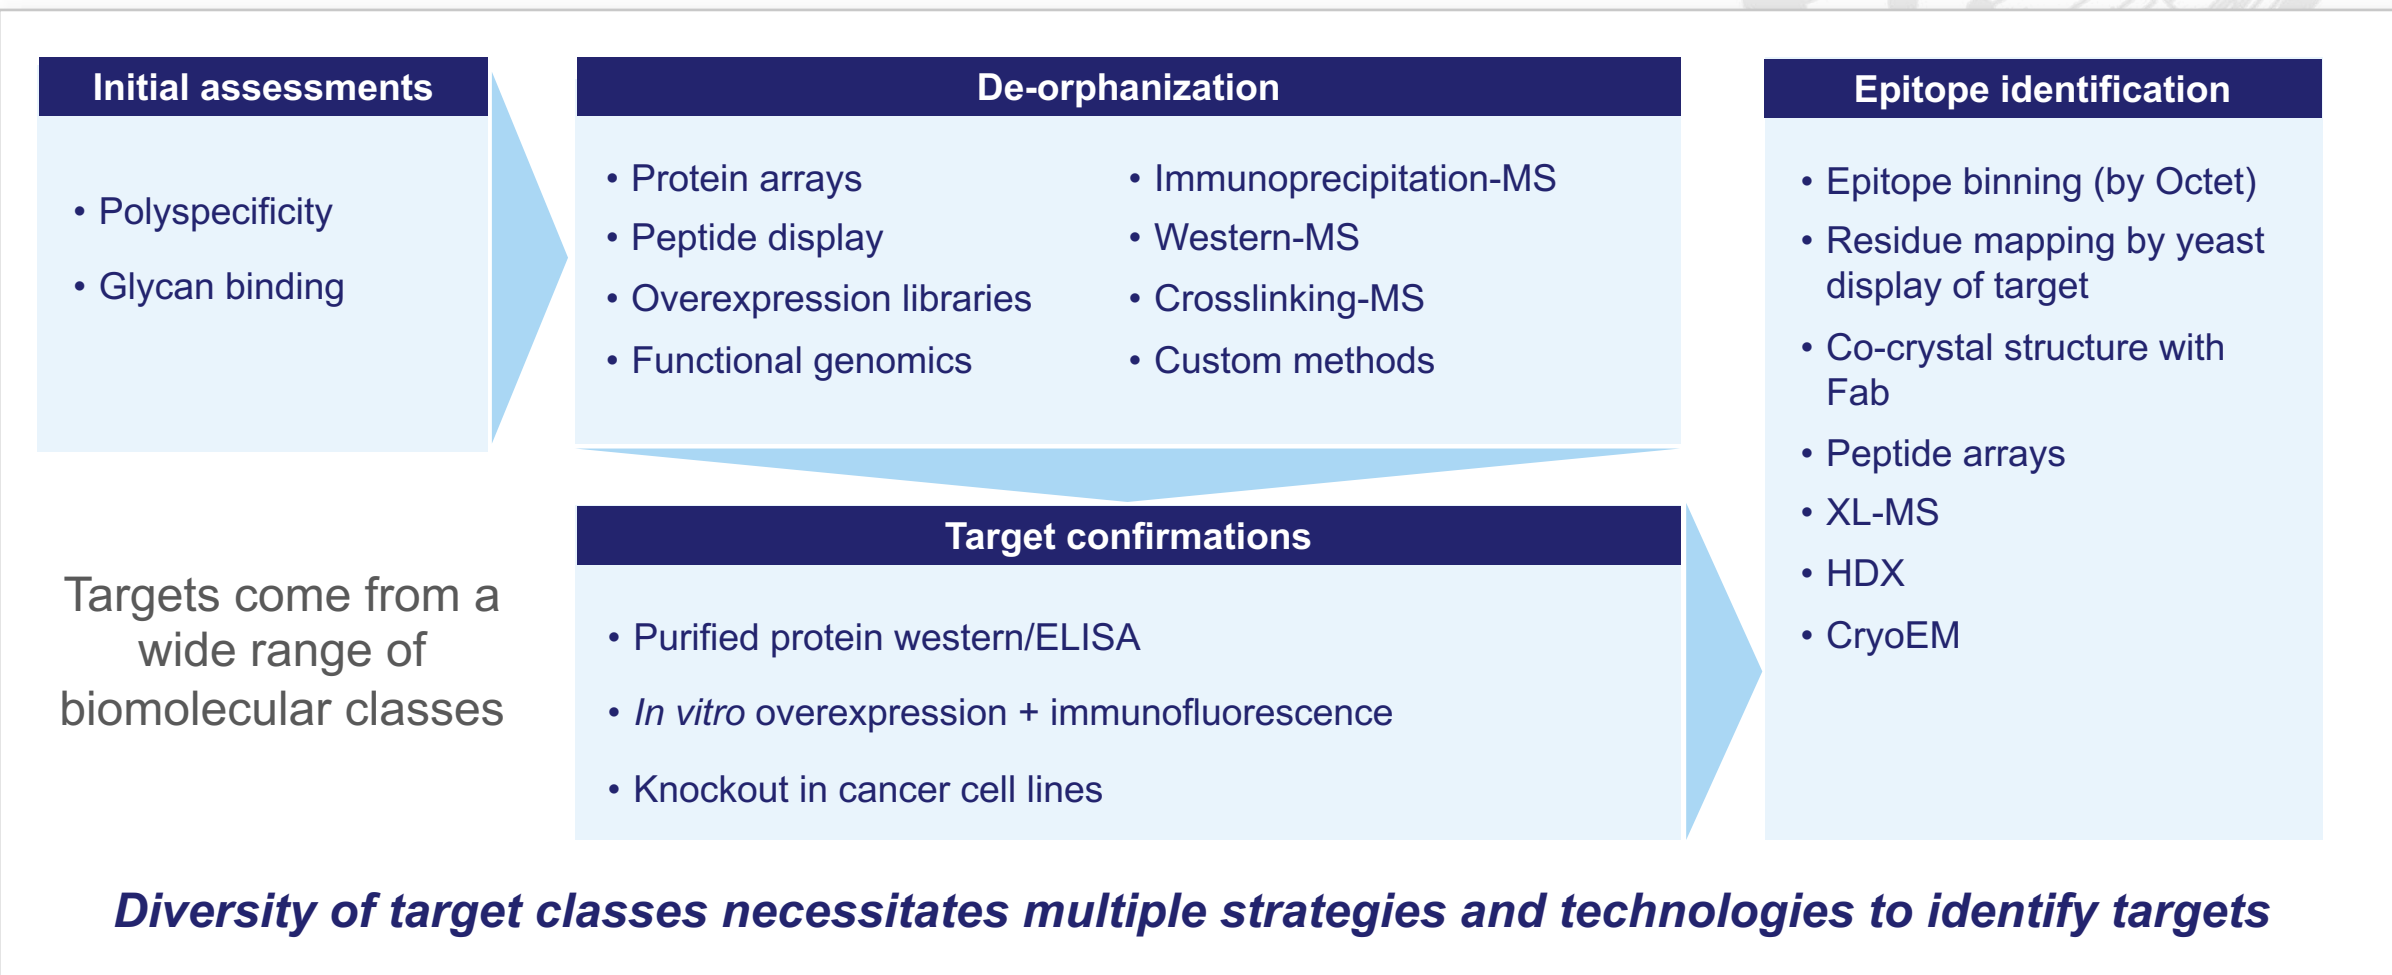 Initial assessments
• Polyspecificity
• Glycan binding
De-orphanization
• Protein arrays
• Peptide display
• Overexpression libraries
• Functional genomics
• Immunoprecipitation-MS
• Western-MS
• Crosslinking-MS
• Custom methods
Target confirmations
• Purified protein western/ELISA
• In vitro overexpression + immunofluorescence
• Knockout in cancer cell lines
Epitope identification
• Epitope binning (by Octet)
• Residue mapping by yeast
display of target
• Co-crystal structure with
Fab
• Peptide arrays
• XL-MS
• HDX
• CryoEM
Targets come from a
wide range of
biomolecular classes
Diversity of target classes necessitates multiple strategies and technologies to identify targets